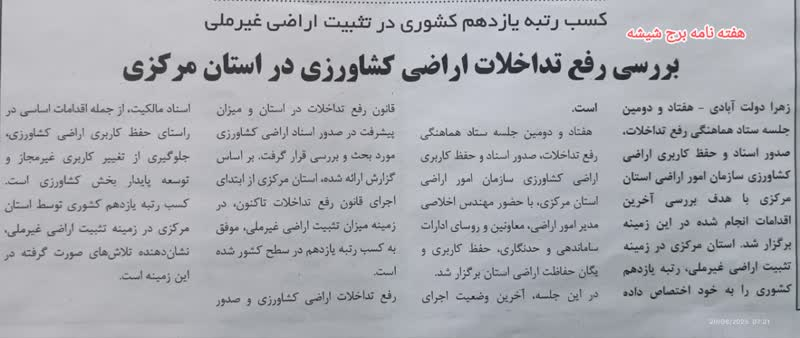 کسب رتبه یازدهم کشوری در تثبیت اراضی غیرملی
هفته نامه برج شیشه
بررسی رفع تداخلات اراضی کشاورزی در استان مرکزی
زهرا دولت آبادی - هفتاد و دومین
جلسه ستاد هماهنگی رفع تداخلات،
صدور اسناد و حفظ کاربری اراضی
کشاورزی سازمان امور اراضی استان
مرکزی با هدف بررسی آخرین
اقدامات انجام شده در این زمینه
برگزار شد. استان مرکزی در زمینه
تثبیت اراضی غیرملی، رتبه یازدهم
کشوری را به خود اختصاص داده
است.
هفتاد و دومین جلسه ستاد هماهنگی
رفع تداخلات، صدور اسناد و حفظ کاربری
اراضی کشاورزی سازمان امور اراضی
استان مرکزی، با حضور مهندس اخلاصی
مدیر امور اراضی، معاونین و روسای ادارات
ساماندهی و حدنگاری، حفظ کاربری و
یگان حفاظت اراضی استان برگزار شد.
در این جلسه، آخرین وضعیت اجرای
قانون رفع تداخلات در استان و میزان
پیشرفت در صدور اسناد اراضی کشاورزی
مورد بحث و بررسی قرار گرفت. بر اساس
گزارش ارائه شده، استان مرکزی از ابتدای
اجرای قانون رفع تداخلات تاکنون، در
زمینه میزان تثبیت اراضی غیرملی، موفق
به کسب رتبه یازدهم در سطح کشور شده
است.
رفع تداخلات اراضی کشاورزی و صدور
اسناد مالکیت، از جمله اقدامات اساسی در
راستای حفظ کاربری اراضی کشاورزی،
جلوگیری از تغییر کاربری غیرمجاز و
توسعه پایدار بخش کشاورزی است.
کسب رتبه یازدهم کشوری توسط استان
مرکزی در زمینه تثبیت اراضی غیرملی،
نشان‌دهنده تلاش‌های صورت گرفته در
این زمینه است.
20/06/2025 07:21